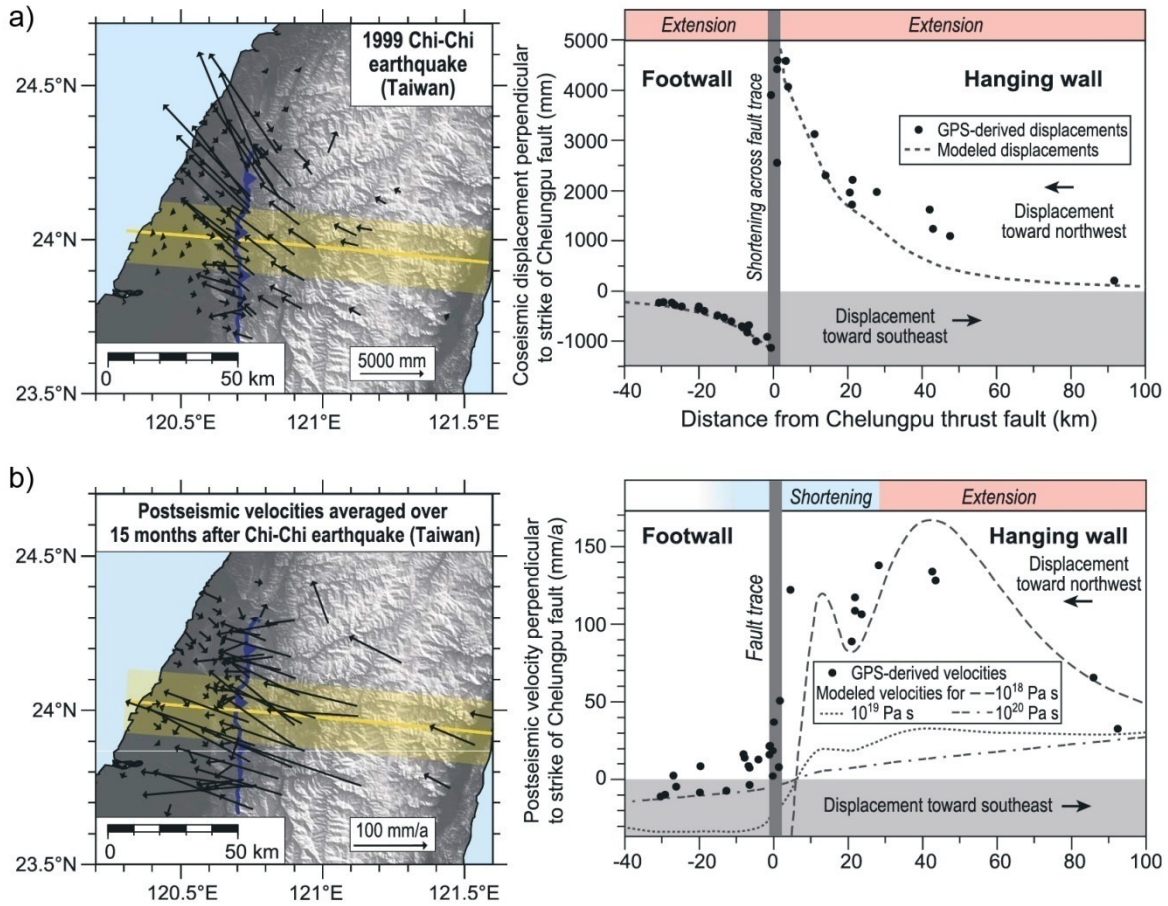 a)
1999 Chi-Chi
earthquake
(Taiwan)
24.5°N
24°N
23.5°N
0
50 km
5000 mm
120.5°E
121°E
121.5°E
Extension
Extension
Coseismic displacement perpendicular
to strike of Chelungpu fault (mm)
5000
4000
3000
2000
1000
0
-1000
Footwall
Shortening across fault trace
Hanging wall
GPS-derived displacements
Modeled displacements
Displacement
toward northwest
Displacement
toward southeast
-40
-20
0
20
40
60
80
100
Distance from Chelungpu thrust fault (km)
b)
Postseismic velocities averaged over
15 months after Chi-Chi earthquake (Taiwan)
24.5°N
24°N
23.5°N
0
50 km
100 mm/a
120.5°E
121°E
121.5°E
Shortening
Extension
Postseismic velocity perpendicular
to strike of Chelungpu fault (mm/a)
150
100
50
0
Footwall
Fault trace
Hanging wall
Displacement
toward northwest
GPS-derived velocities
Modeled velocities for 10¹⁸ Pa s
10¹⁹ Pa s 10²⁰ Pa s
Displacement toward southeast
-40
-20
0
20
40
60
80
100